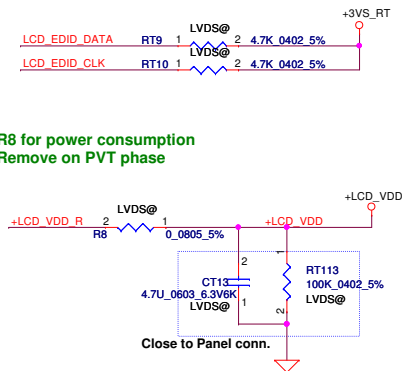 +3VS_RT
LVDS@
LCD_EDID_DATA RT9 1 2 4.7K_0402_5%
LVDS@
LCD_EDID_CLK RT10 1 2 4.7K_0402_5%
R8 for power consumption
Remove on PVT phase
+LCD_VDD
LVDS@
+LCD_VDD_R 2 1 +LCD_VDD
R8 0_0805_5%
1
2 RT113
CT13 100K_0402_5%
4.7U_0603_6.3V6K
LVDS@ 1 LVDS@
2
Close to Panel conn.